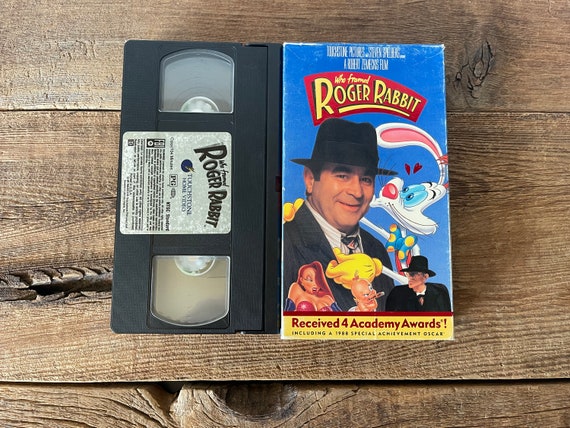 TOUCHSTONE PICTURES AND STEVEN SPIELBERG
A ROBERT ZEMECKIS FILM
Who Framed
ROGER RABBIT
Received 4 Academy Awards!
INCLUDING A 1988 SPECIAL ACHIEVEMENT OSCAR
Who Framed
ROGER RABBIT
TOUCHSTONE
HOME VIDEO
PG